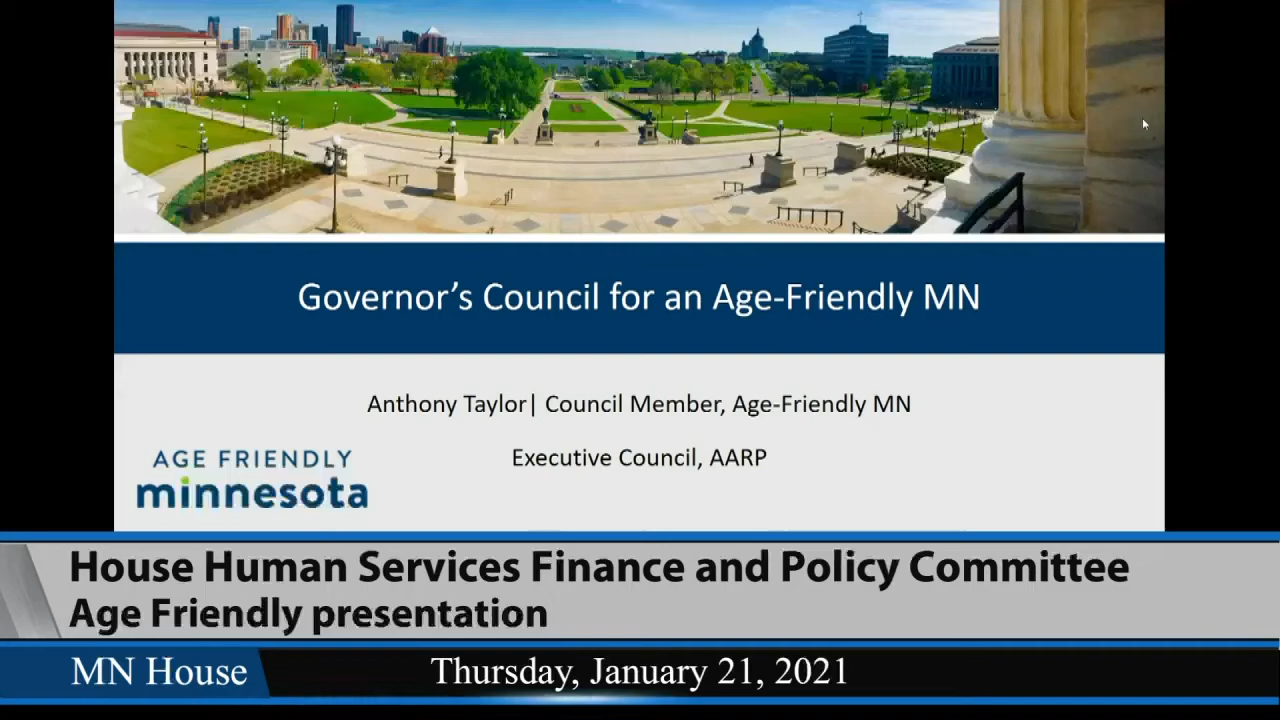 Governor's Council for an Age-Friendly MN
Anthony Taylor| Council Member, Age-Friendly MN
Executive Council, AARP
AGE FRIENDLY
minnesota
House Human Services Finance and Policy Committee
Age Friendly presentation
MN House
Thursday, January 21, 2021